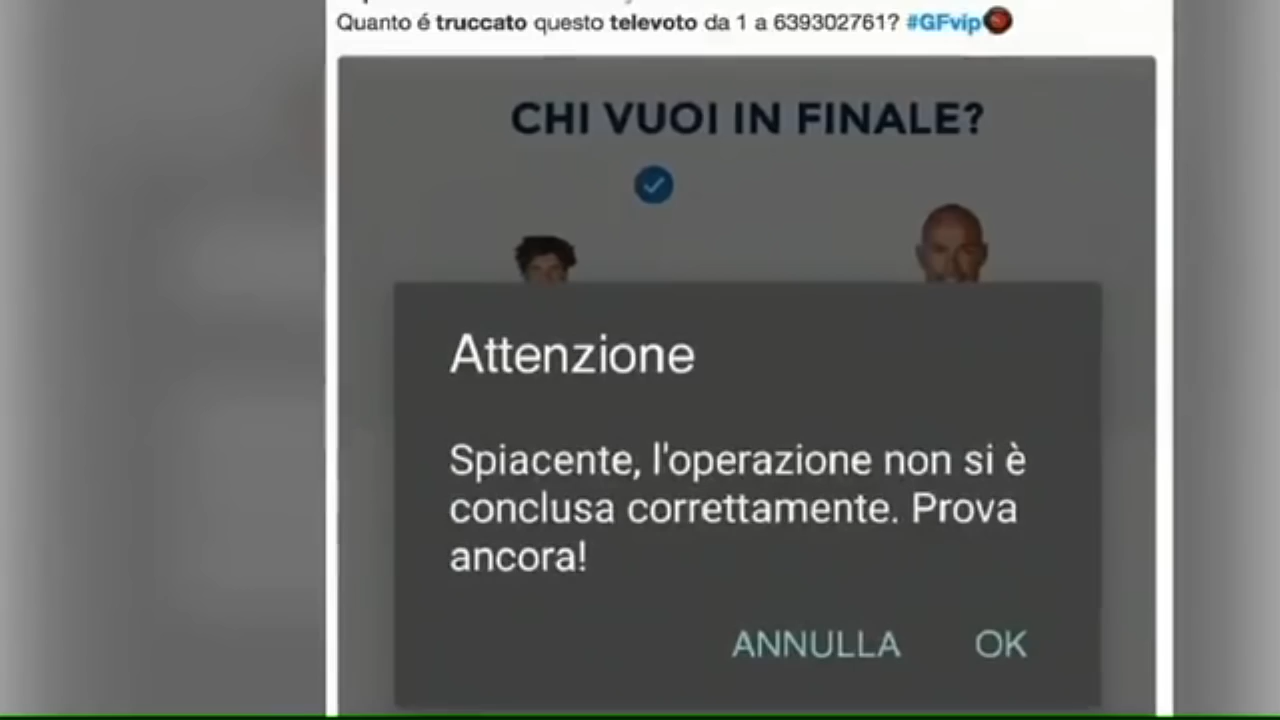 Quanto é truccato questo televoto da 1 a 639302761? #GFvip
CHI VUOI IN FINALE?
Attenzione
Spiacente, l'operazione non si è
conclusa correttamente. Prova
ancora!
ANNULLA OK